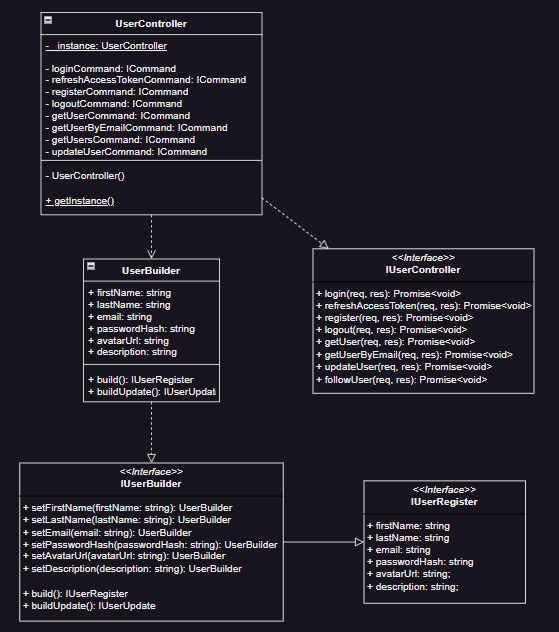 UserController
- _instance: UserController
- loginCommand: ICommand
- refreshAccessTokenCommand: ICommand
- registerCommand: ICommand
- logoutCommand: ICommand
- getUserCommand: ICommand
- getUserByEmailCommand: ICommand
- getUsersCommand: ICommand
- updateUserCommand: ICommand
- UserController()
+ getInstance()
UserBuilder
+ firstName: string
+ lastName: string
+ email: string
+ passwordHash: string
+ avatarUrl: string
+ description: string
+ build(): IUserRegister
+ buildUpdate(): IUserUpdat
<<Interface>>
IUserController
+ login(req, res): Promise<void>
+ refreshAccessToken(req, res): Promise<void>
+ register(req, res): Promise<void>
+ logout(req, res): Promise<void>
+ getUser(req, res): Promise<void>
+ getUserByEmail(req, res): Promise<void>
+ updateUser(req, res): Promise<void>
+ followUser(req, res): Promise<void>
<<Interface>>
IUserBuilder
+ setFirstName(firstName: string): UserBuilder
+ setLastName(lastName: string): UserBuilder
+ setEmail(email: string): UserBuilder
+ setPasswordHash(passwordHash: string): UserBuilder
+ setAvatarUrl(avatarUrl: string): UserBuilder
+ setDescription(description: string): UserBuilder
+ build(): IUserRegister
+ buildUpdate(): IUserUpdate
<<Interface>>
IUserRegister
+ firstName: string
+ lastName: string
+ email: string
+ passwordHash: string
+ avatarUrl: string;
+ description: string;